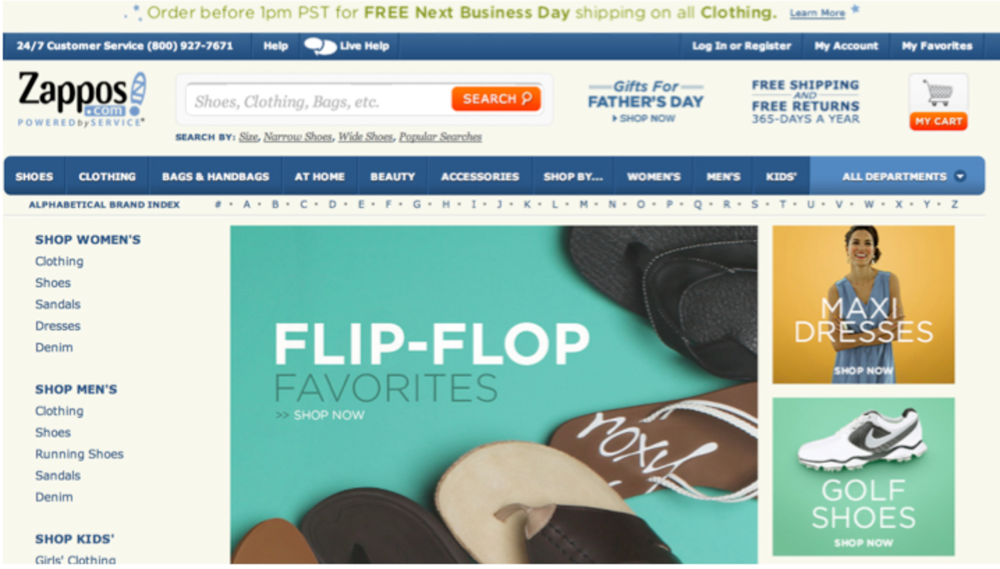 Order before 1pm PST for FREE Next Business Day shipping on all Clothing. Learn More
24/7 Customer Service (800) 927-7671 Help Live Help Log In or Register My Account My Favorites
Zappos
.com
POWERED by SERVICE®
Shoes, Clothing, Bags, etc. SEARCH
SEARCH BY: Size, Narrow Shoes, Wide Shoes, Popular Searches
Gifts For
FATHER'S DAY
SHOP NOW
FREE SHIPPING
AND
FREE RETURNS
365-DAYS A YEAR
MY CART
SHOES CLOTHING BAGS & HANDBAGS AT HOME BEAUTY ACCESSORIES SHOP BY... WOMEN'S MEN'S KIDS' ALL DEPARTMENTS
ALPHABETICAL BRAND INDEX # • A • B • C • D • E • F • G • H • I • J • K • L • M • N • O • P • Q • R • S • T • U • V • W • X • Y • Z
SHOP WOMEN'S
Clothing
Shoes
Sandals
Dresses
Denim
SHOP MEN'S
Clothing
Shoes
Running Shoes
Sandals
Denim
SHOP KIDS'
Girls' Clothing
FLIP-FLOP
FAVORITES
>> SHOP NOW
roxy
MAXI
DRESSES
SHOP NOW
GOLF
SHOES
SHOP NOW